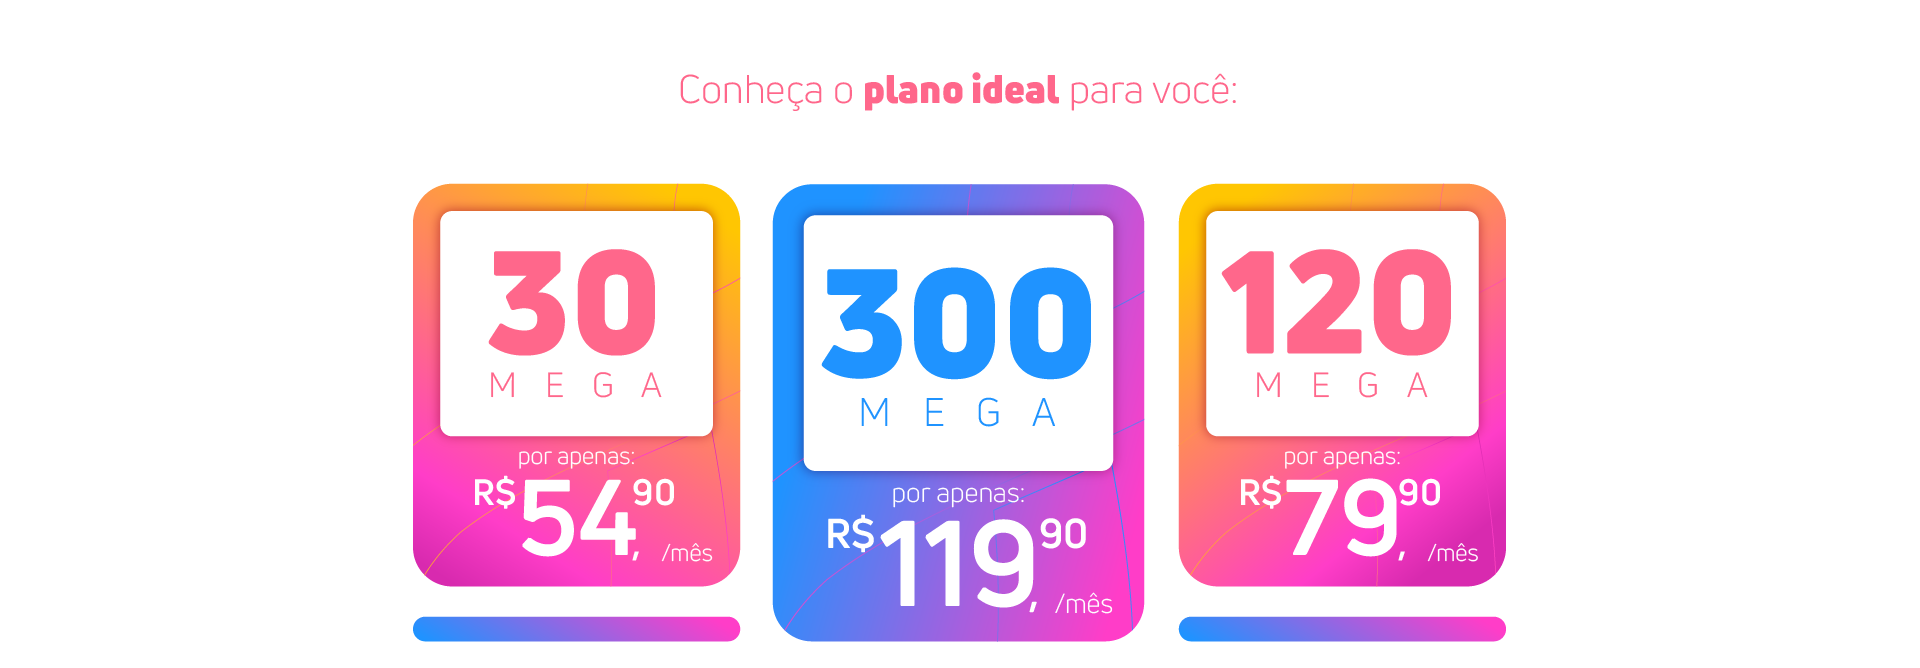 Conheça o plano ideal para você:
30
MEGA
por apenas:
R$54,90 /mês
300
MEGA
por apenas:
R$119,90 /mês
120
MEGA
por apenas:
R$79,90 /mês